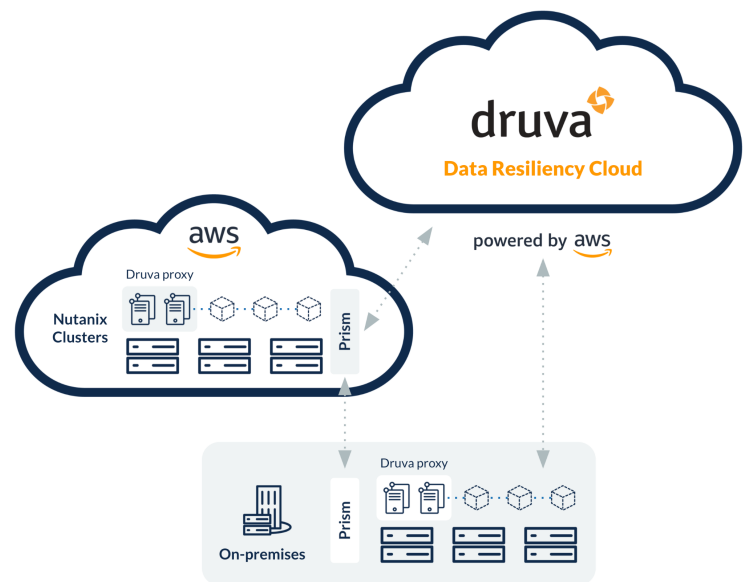 druva
Data Resiliency Cloud
powered by aws
aws
Druva proxy
Nutanix
Clusters
Prism
Druva proxy
Prism
On-premises